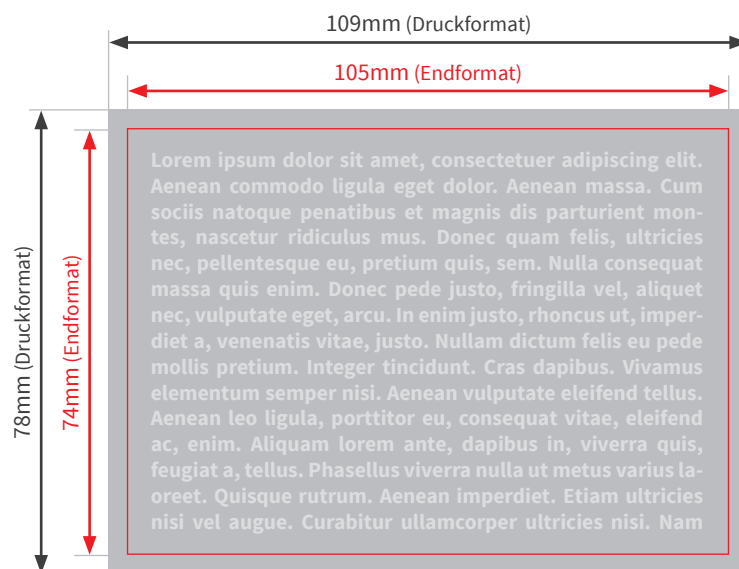 109mm (Druckformat)
105mm (Endformat)
78mm (Druckformat)
74mm (Endformat)
Lorem ipsum dolor sit amet, consectetuer adipiscing elit.
Aenean commodo ligula eget dolor. Aenean massa. Cum
sociis natoque penatibus et magnis dis parturient mon-
tes, nascetur ridiculus mus. Donec quam felis, ultricies
nec, pellentesque eu, pretium quis, sem. Nulla consequat
massa quis enim. Donec pede justo, fringilla vel, aliquet
nec, vulputate eget, arcu. In enim justo, rhoncus ut, imper-
diet a, venenatis vitae, justo. Nullam dictum felis eu pede
mollis pretium. Integer tincidunt. Cras dapibus. Vivamus
elementum semper nisi. Aenean vulputate eleifend tellus.
Aenean leo ligula, porttitor eu, consequat vitae, eleifend
ac, enim. Aliquam lorem ante, dapibus in, viverra quis,
feugiat a, tellus. Phasellus viverra nulla ut metus varius la-
oreet. Quisque rutrum. Aenean imperdiet. Etiam ultricies
nisi vel augue. Curabitur ullamcorper ultricies nisi. Nam